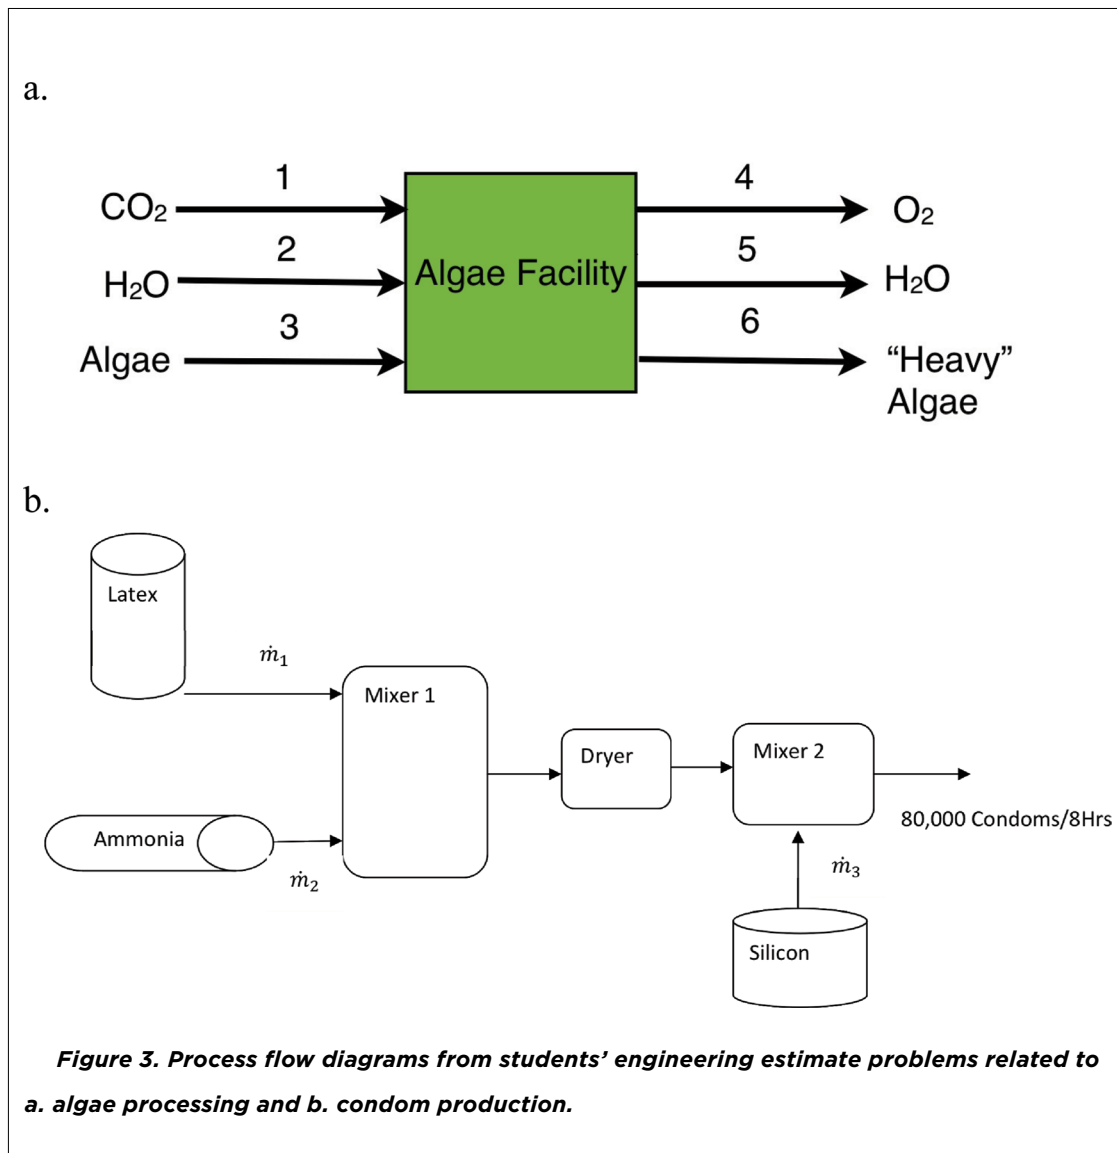 a.
1
4
CO₂
O₂
2
5
Algae Facility
H₂O
H₂O
3
6
Algae
“Heavy”
Algae
b.
Latex
ṁ₁
Mixer 1
Dryer
Mixer 2
80,000 Condoms/8Hrs
Ammonia
ṁ₂
ṁ₃
Silicon
Figure 3. Process flow diagrams from students’ engineering estimate problems related to
a. algae processing and b. condom production.